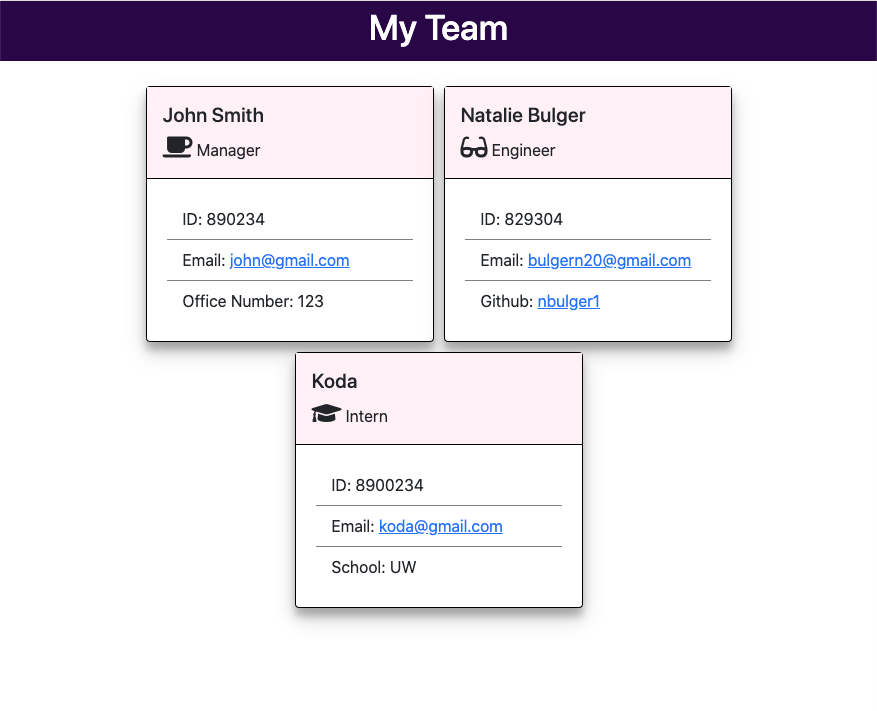 My Team
John Smith
Manager
ID: 890234
Email: john@gmail.com
Office Number: 123
Natalie Bulger
Engineer
ID: 829304
Email: bulgern20@gmail.com
Github: nbulger1
Koda
Intern
ID: 8900234
Email: koda@gmail.com
School: UW